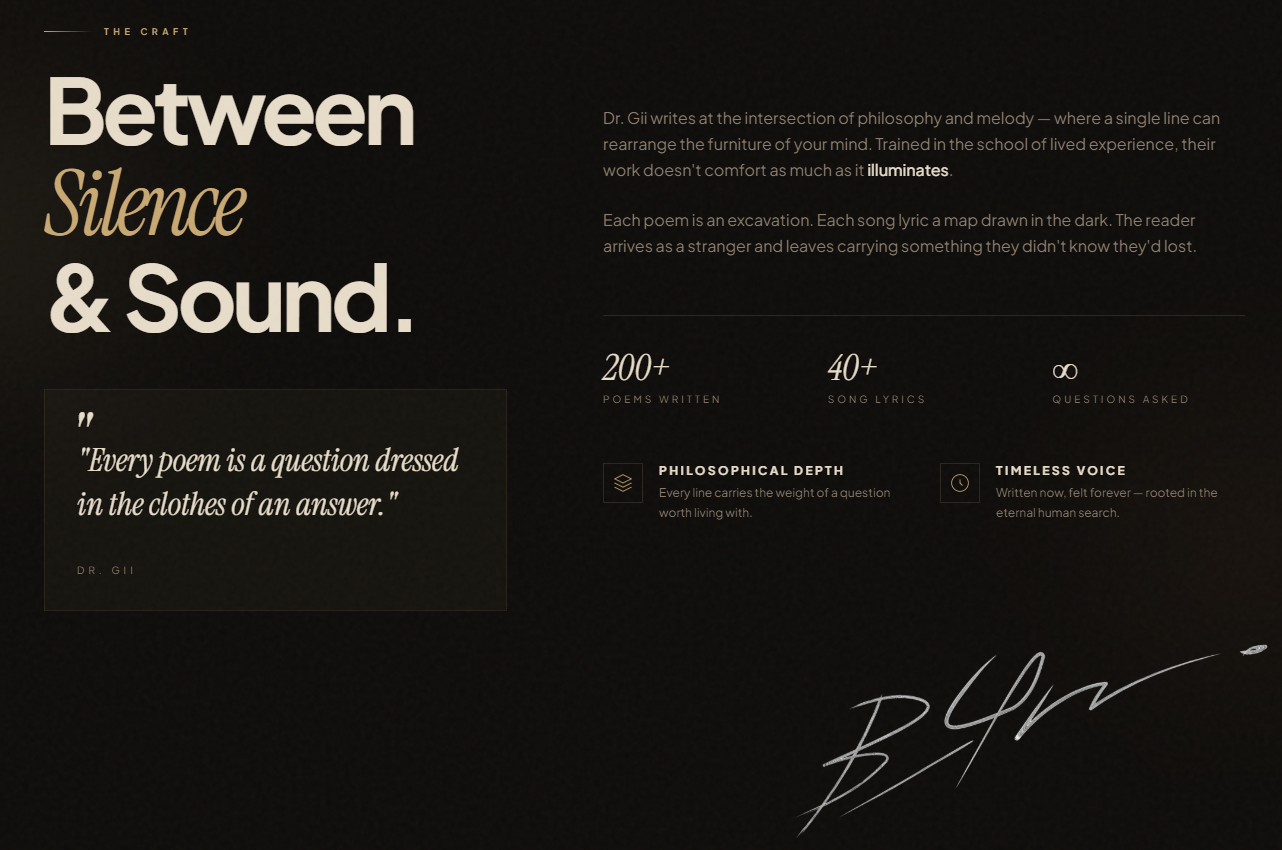 THE CRAFT
Between
Silence
& Sound.
"
"Every poem is a question dressed
in the clothes of an answer."
DR. GII
Dr. Gii writes at the intersection of philosophy and melody — where a single line can
rearrange the furniture of your mind. Trained in the school of lived experience, their
work doesn't comfort as much as it illuminates.
Each poem is an excavation. Each song lyric a map drawn in the dark. The reader
arrives as a stranger and leaves carrying something they didn't know they'd lost.
200+
POEMS WRITTEN
40+
SONG LYRICS
∞
QUESTIONS ASKED
PHILOSOPHICAL DEPTH
Every line carries the weight of a question
worth living with.
TIMELESS VOICE
Written now, felt forever — rooted in the
eternal human search.